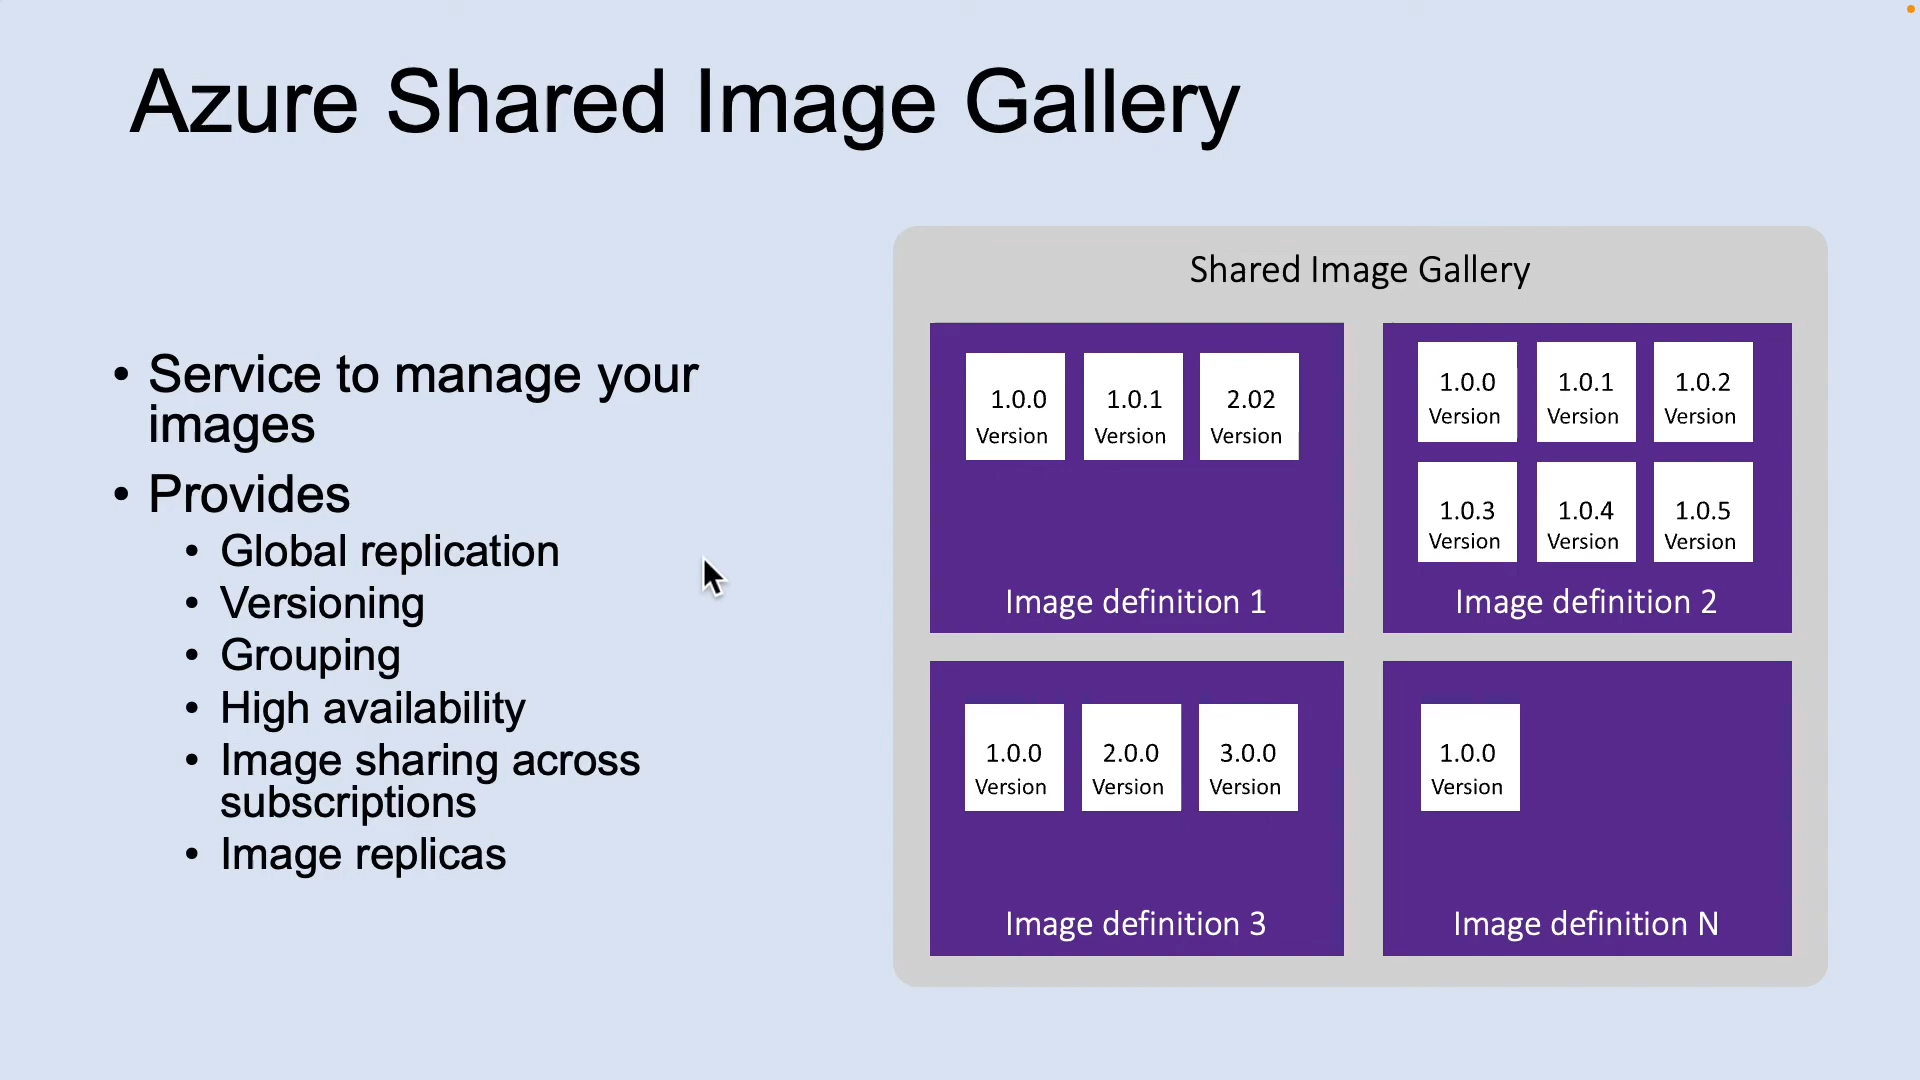 Azure Shared Image Gallery
• Service to manage your
images
• Provides
• Global replication
• Versioning
• Grouping
• High availability
• Image sharing across
subscriptions
• Image replicas
Shared Image Gallery
1.0.0 1.0.1 2.02
Version Version Version
Image definition 1
1.0.0 1.0.1 1.0.2
Version Version Version
1.0.3 1.0.4 1.0.5
Version Version Version
Image definition 2
1.0.0 2.0.0 3.0.0
Version Version Version
Image definition 3
1.0.0
Version
Image definition N